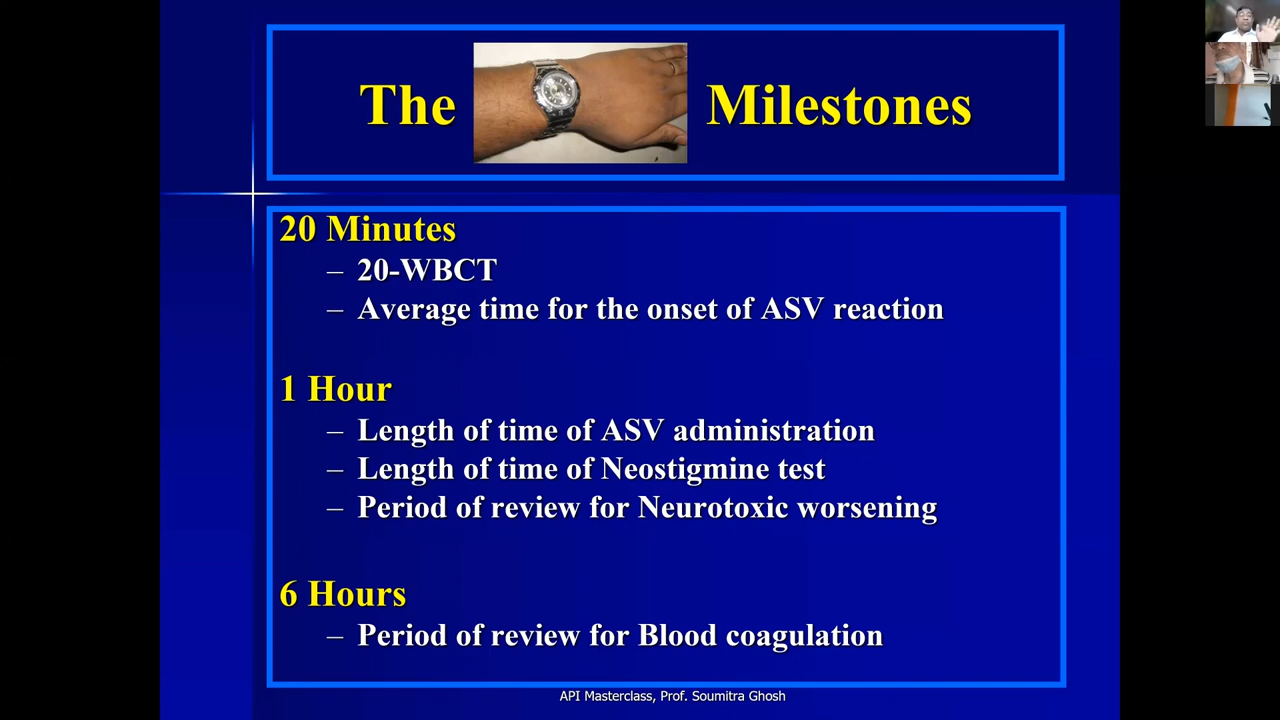 The Milestones
20 Minutes
– 20-WBCT
– Average time for the onset of ASV reaction
1 Hour
– Length of time of ASV administration
– Length of time of Neostigmine test
– Period of review for Neurotoxic worsening
6 Hours
– Period of review for Blood coagulation
API Masterclass, Prof. Soumitra Ghosh